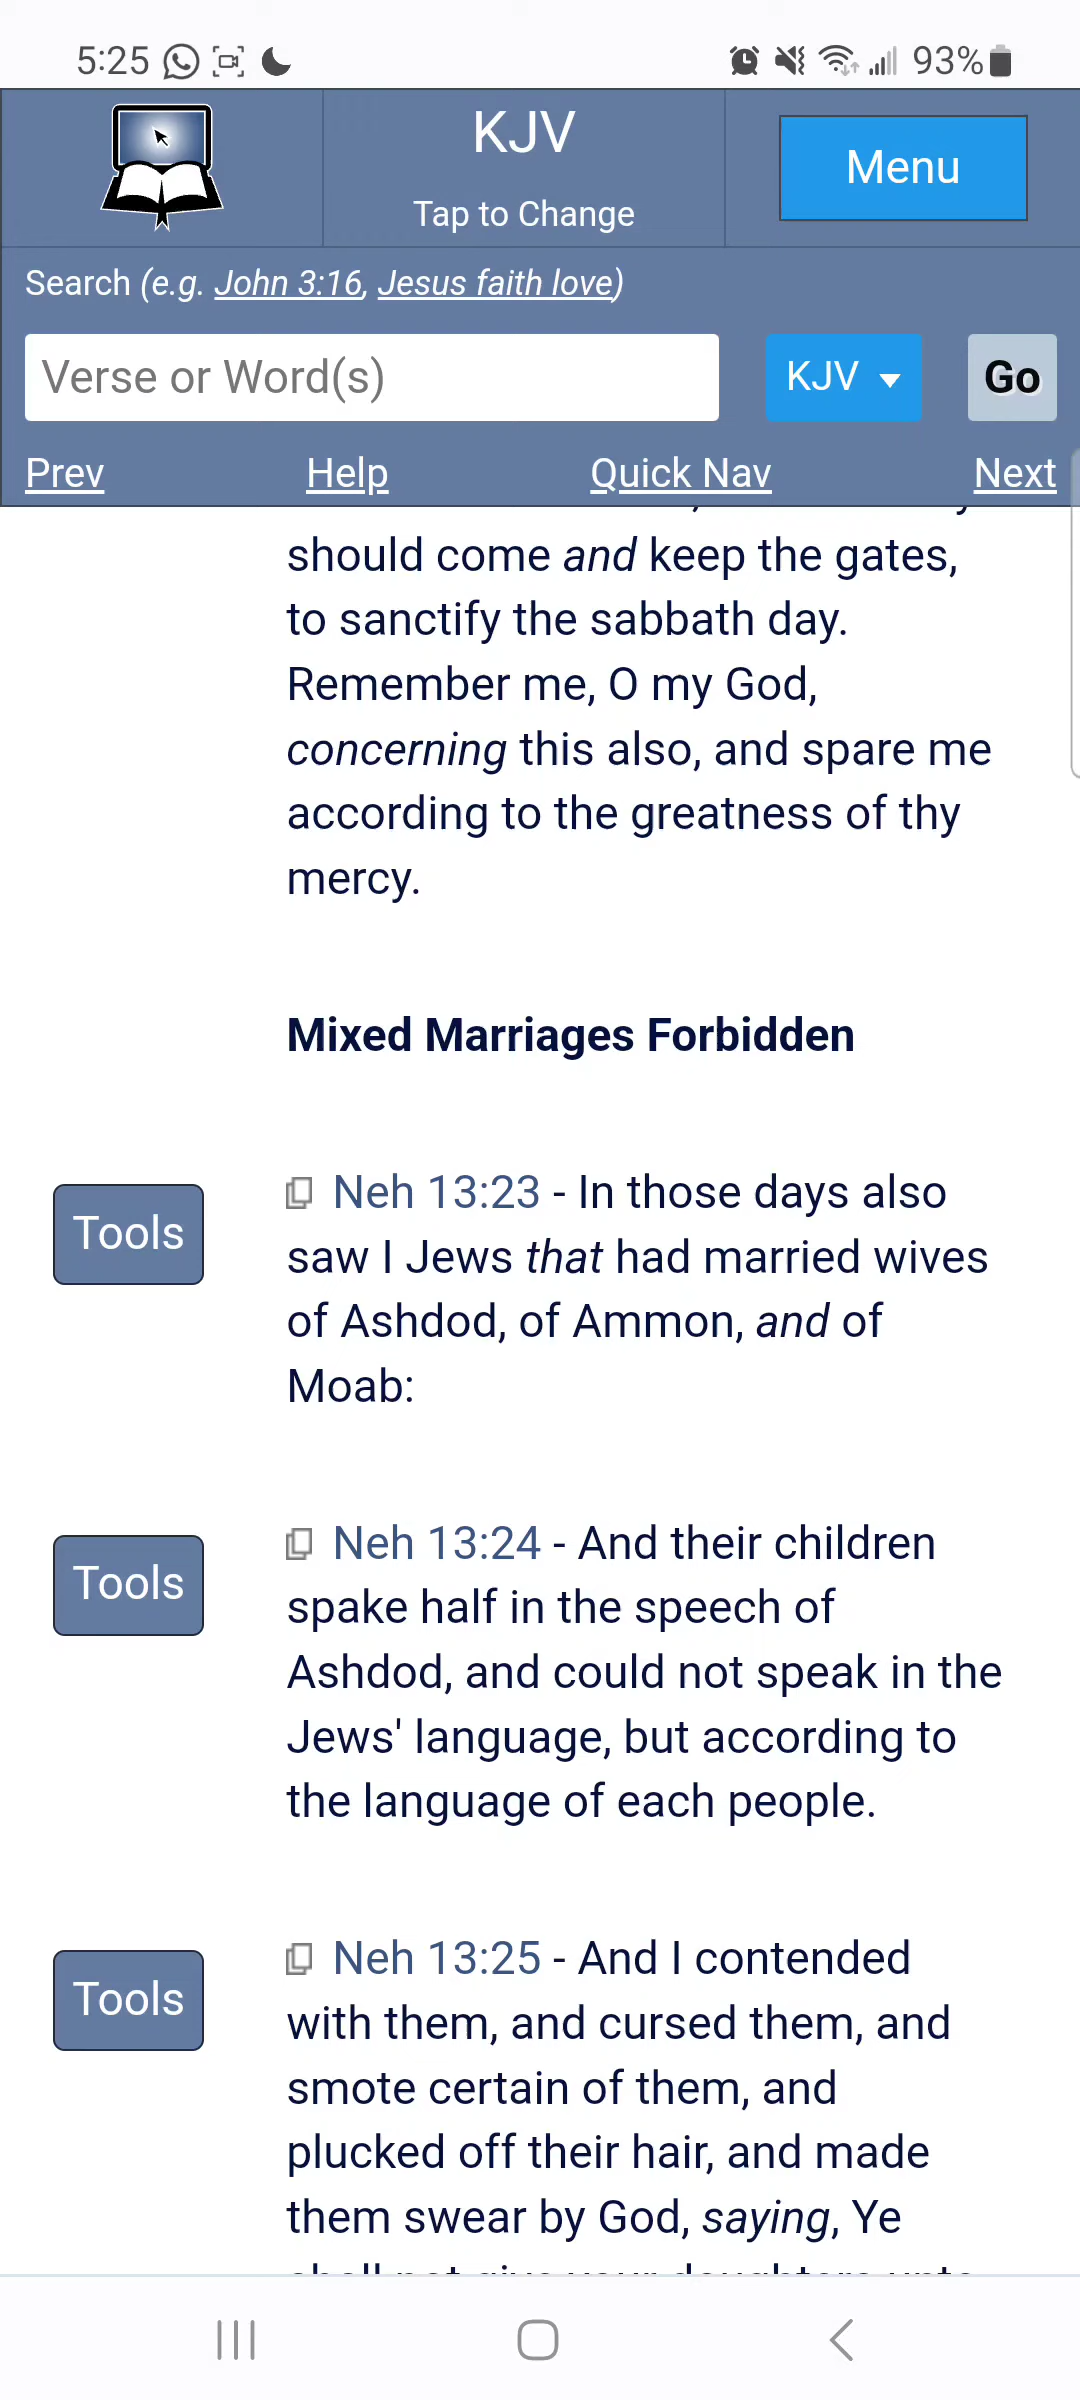 5:25 93%
KJV
Tap to Change
Menu
Search (e.g. John 3:16, Jesus faith love)
Verse or Word(s) KJV Go
Prev Help Quick Nav Next
should come and keep the gates,
to sanctify the sabbath day.
Remember me, O my God,
concerning this also, and spare me
according to the greatness of thy
mercy.
Mixed Marriages Forbidden
Tools
Neh 13:23 - In those days also
saw I Jews that had married wives
of Ashdod, of Ammon, and of
Moab:
Tools
Neh 13:24 - And their children
spake half in the speech of
Ashdod, and could not speak in the
Jews' language, but according to
the language of each people.
Tools
Neh 13:25 - And I contended
with them, and cursed them, and
smote certain of them, and
plucked off their hair, and made
them swear by God, saying, Ye
shall not give your daughters unto